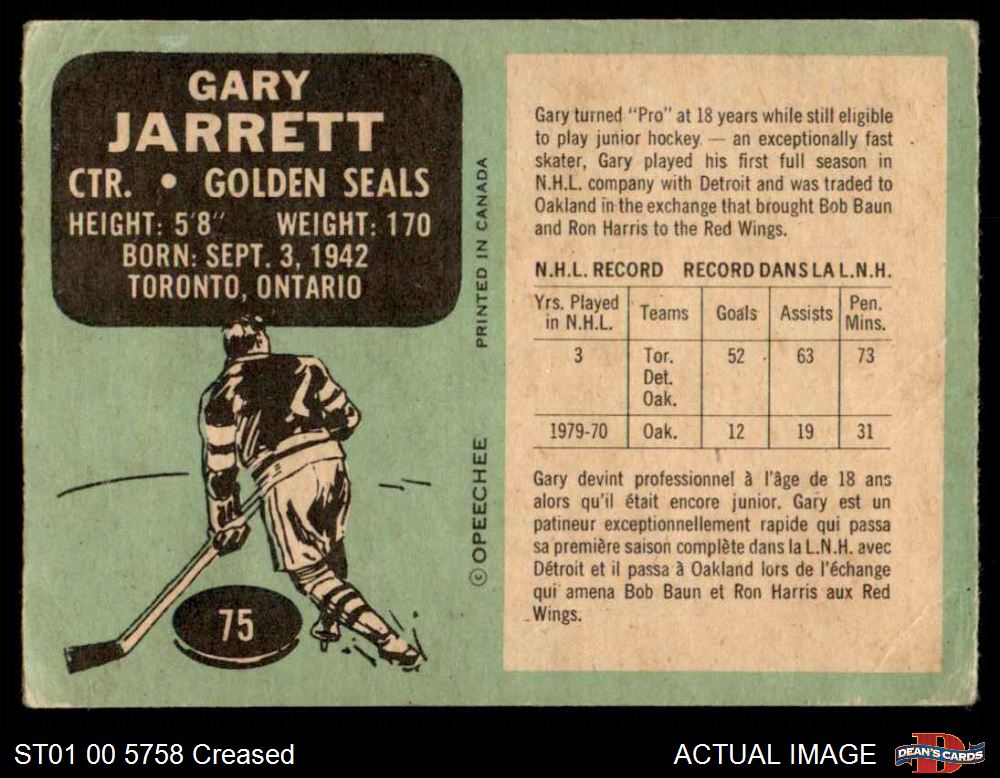 GARY
JARRETT
CTR. • GOLDEN SEALS
HEIGHT: 5'8" WEIGHT: 170
BORN: SEPT. 3, 1942
TORONTO, ONTARIO
75
©OPEECHEE PRINTED IN CANADA
Gary turned "Pro" at 18 years while still eligible
to play junior hockey — an exceptionally fast
skater, Gary played his first full season in
N.H.L. company with Detroit and was traded to
Oakland in the exchange that brought Bob Baun
and Ron Harris to the Red Wings.
N.H.L. RECORD RECORD DANS LA L.N.H.
Yrs. Played in N.H.L. Teams Goals Assists Pen. Mins.
3 Tor. 52 63 73
Det.
Oak.
1979-70 Oak. 12 19 31
Gary devint professionnel à l'âge de 18 ans
alors qu'il était encore junior. Gary est un
patineur exceptionnellement rapide qui passa
sa première saison complète dans la L.N.H. avec
Détroit et il passa à Oakland lors de l'échange
qui amena Bob Baun et Ron Harris aux Red
Wings.
ST01 00 5758 Creased
ACTUAL IMAGE
DEAN'S CARDS